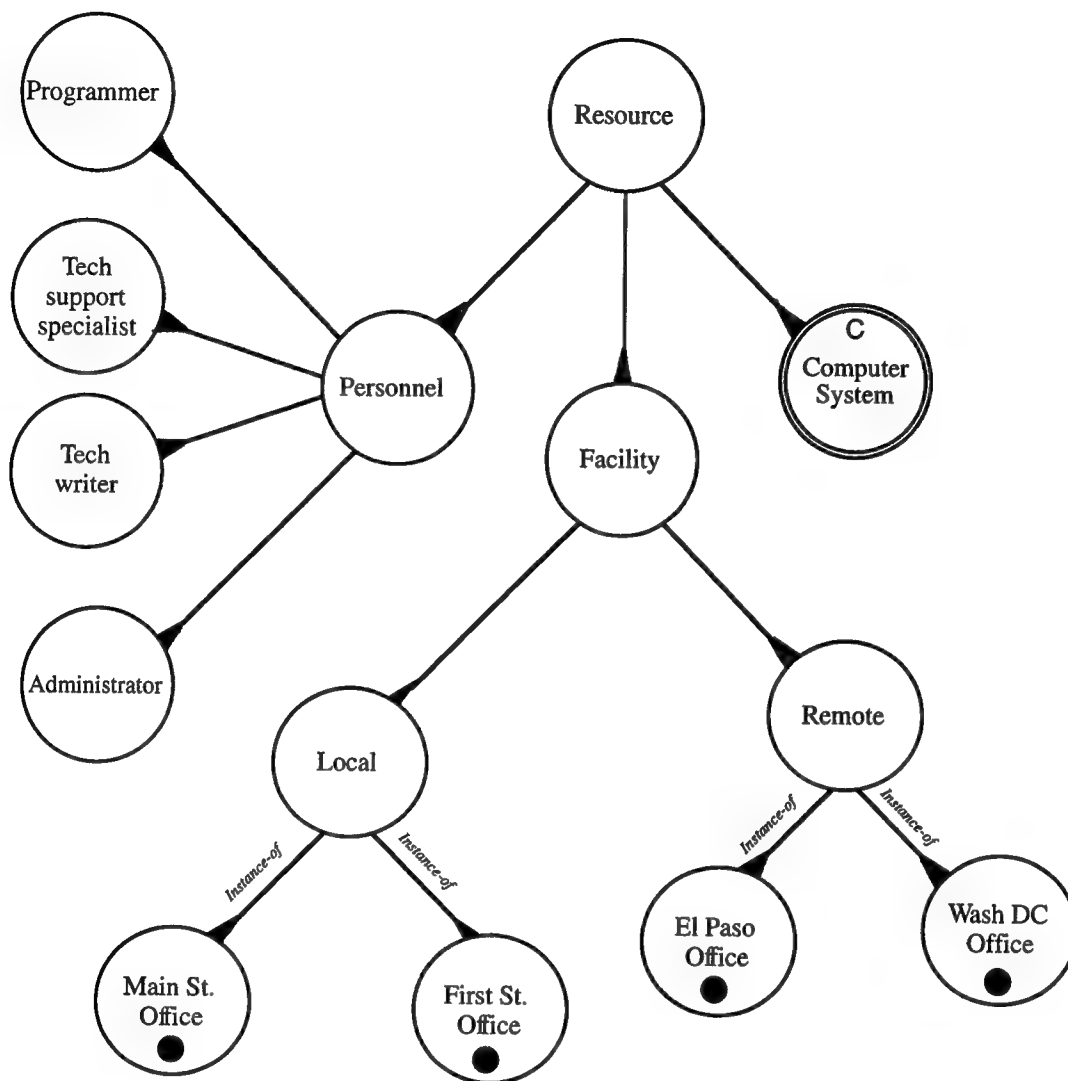 Programmer
Resource
Tech
support
specialist
C
Computer
System
Personnel
Facility
Tech
writer
Administrator
Local
Remote
Instance-of
Instance-of
Instance-of
Instance-of
Main St.
Office
First St.
Office
El Paso
Office
Wash DC
Office